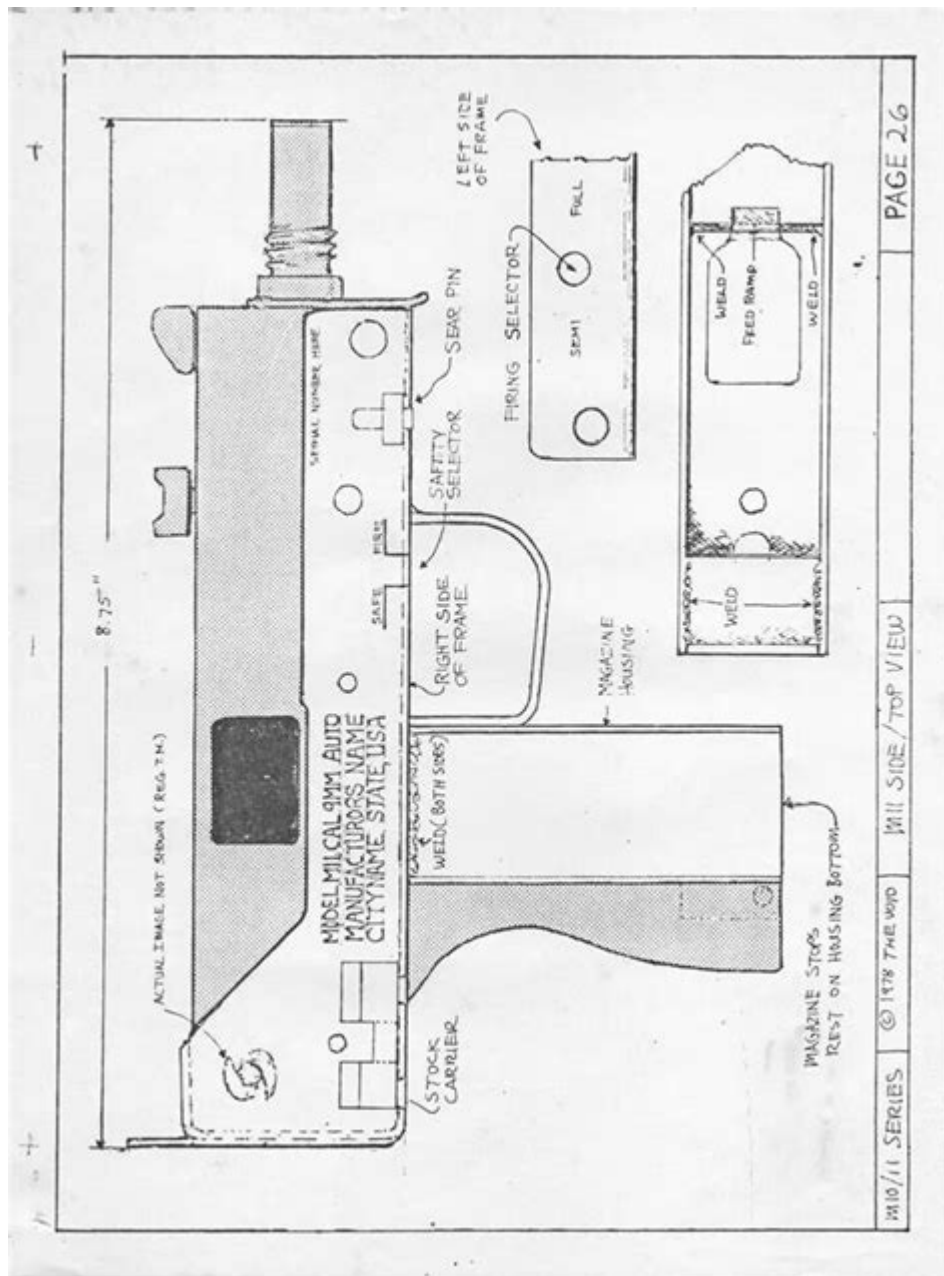 8.75"
ACTUAL IMAGE NOT SHOWN (REG. T.M.)
SERIAL NUMBER HERE
MODEL M11 CAL 9MM AUTO
MANUFACTURORS NAME
CITYNAME STATE, USA
SAFE
FIRE
STOCK
CARRIER
WELD (BOTH SIDES)
RIGHT SIDE
OF FRAME
SELECTOR
SEAR PIN
LEFT SIDE
OF FRAME
FIRING SELECTOR
SEMI
FULL
MAGAZINE
HOUSING
WELD
WELD
FEED RAMP
WELD
MAGAZINE STOPS
REST ON HOUSING BOTTOM
M10/11 SERIES
© 1978 THE VOID
M11 SIDE/TOP VIEW
PAGE 26